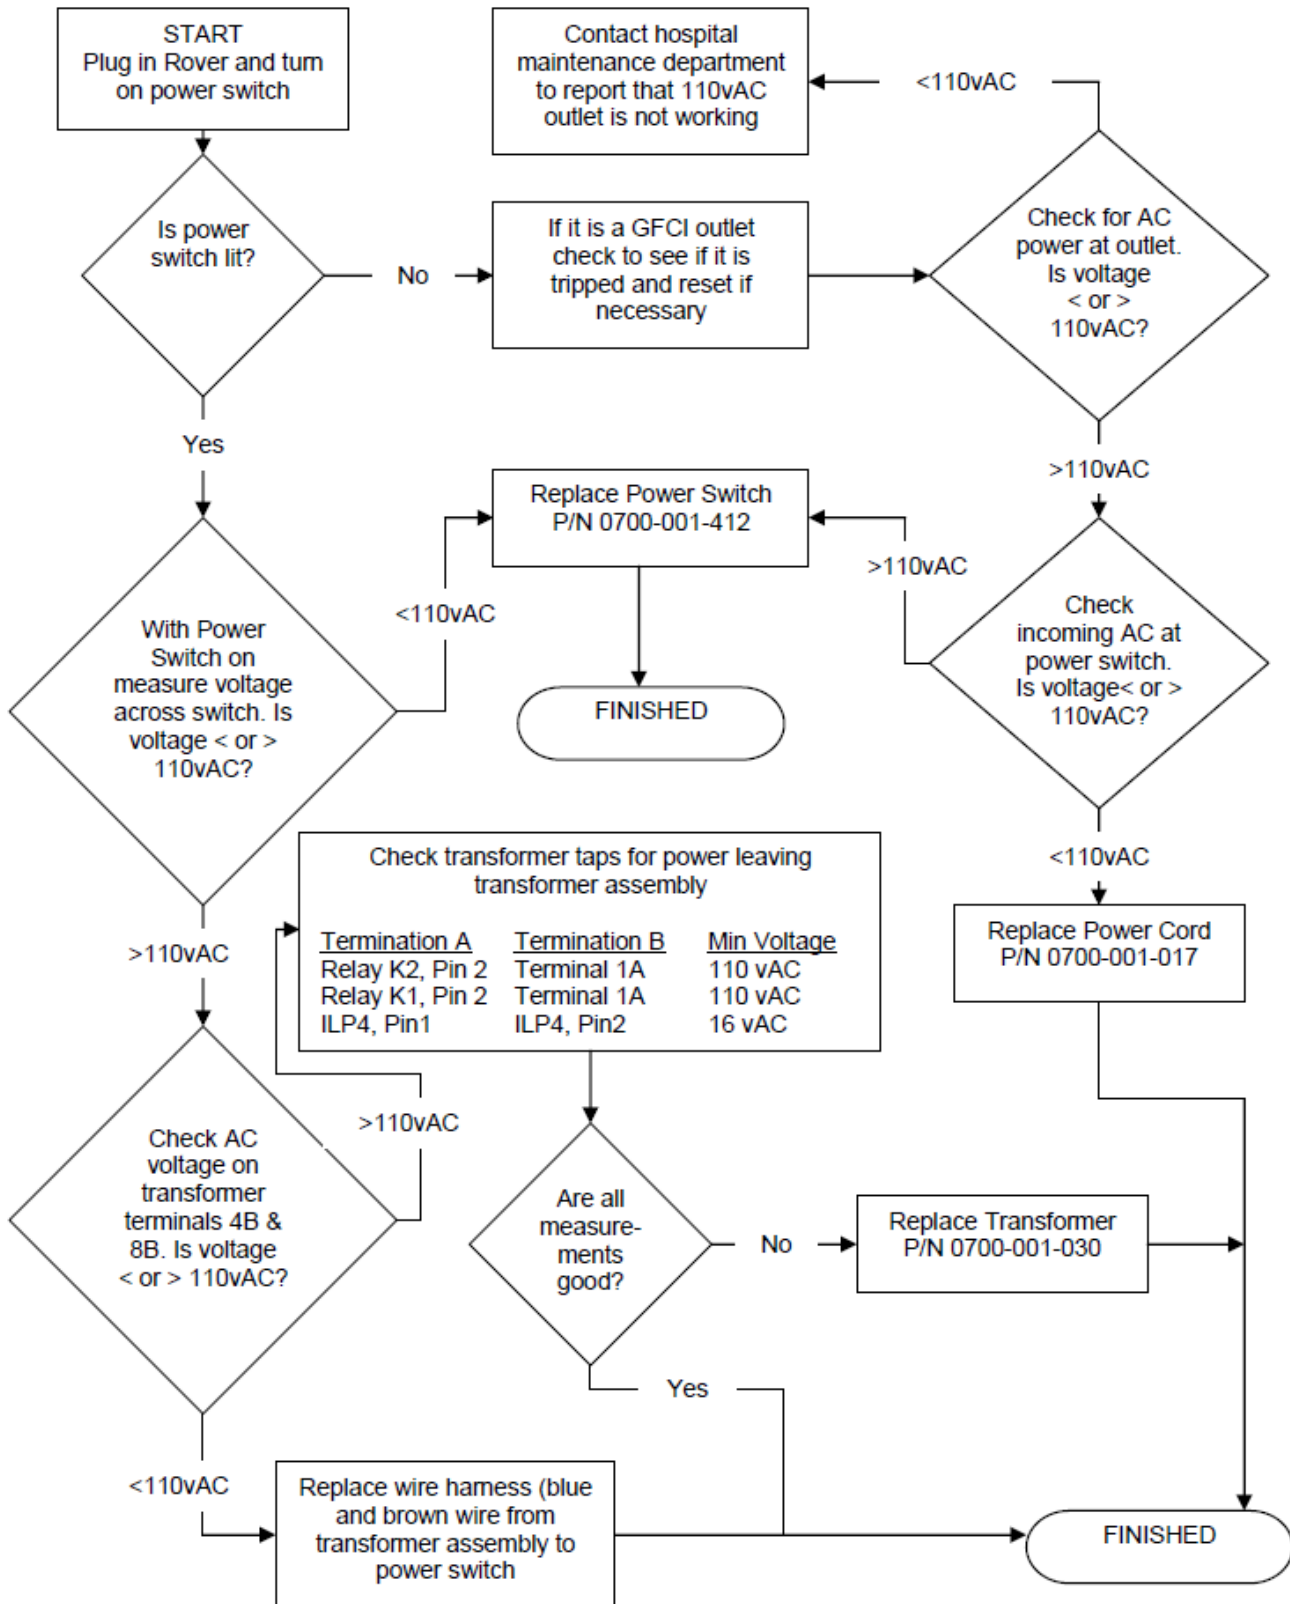 START
Plug in Rover and turn
on power switch
Contact hospital
maintenance department
to report that 110vAC
outlet is not working
<110vAC
Is power
switch lit?
No
If it is a GFCI outlet
check to see if it is
tripped and reset if
necessary
Check for AC
power at outlet.
Is voltage
< or >
110vAC?
Yes
>110vAC
Replace Power Switch
P/N 0700-001-412
>110vAC
<110vAC
With Power
Switch on
measure voltage
across switch. Is
voltage < or >
110vAC?
Check
incoming AC at
power switch.
Is voltage< or >
110vAC?
FINISHED
<110vAC
Check transformer taps for power leaving
transformer assembly
Termination A Termination B Min Voltage
Relay K2, Pin 2 Terminal 1A 110 vAC
Relay K1, Pin 2 Terminal 1A 110 vAC
ILP4, Pin1 ILP4, Pin2 16 vAC
>110vAC
Replace Power Cord
P/N 0700-001-017
>110vAC
Check AC
voltage on
transformer
terminals 4B &
8B. Is voltage
< or > 110vAC?
Are all
measure-
ments
good?
No
Replace Transformer
P/N 0700-001-030
Yes
<110vAC
Replace wire harness (blue
and brown wire from
transformer assembly to
power switch
FINISHED